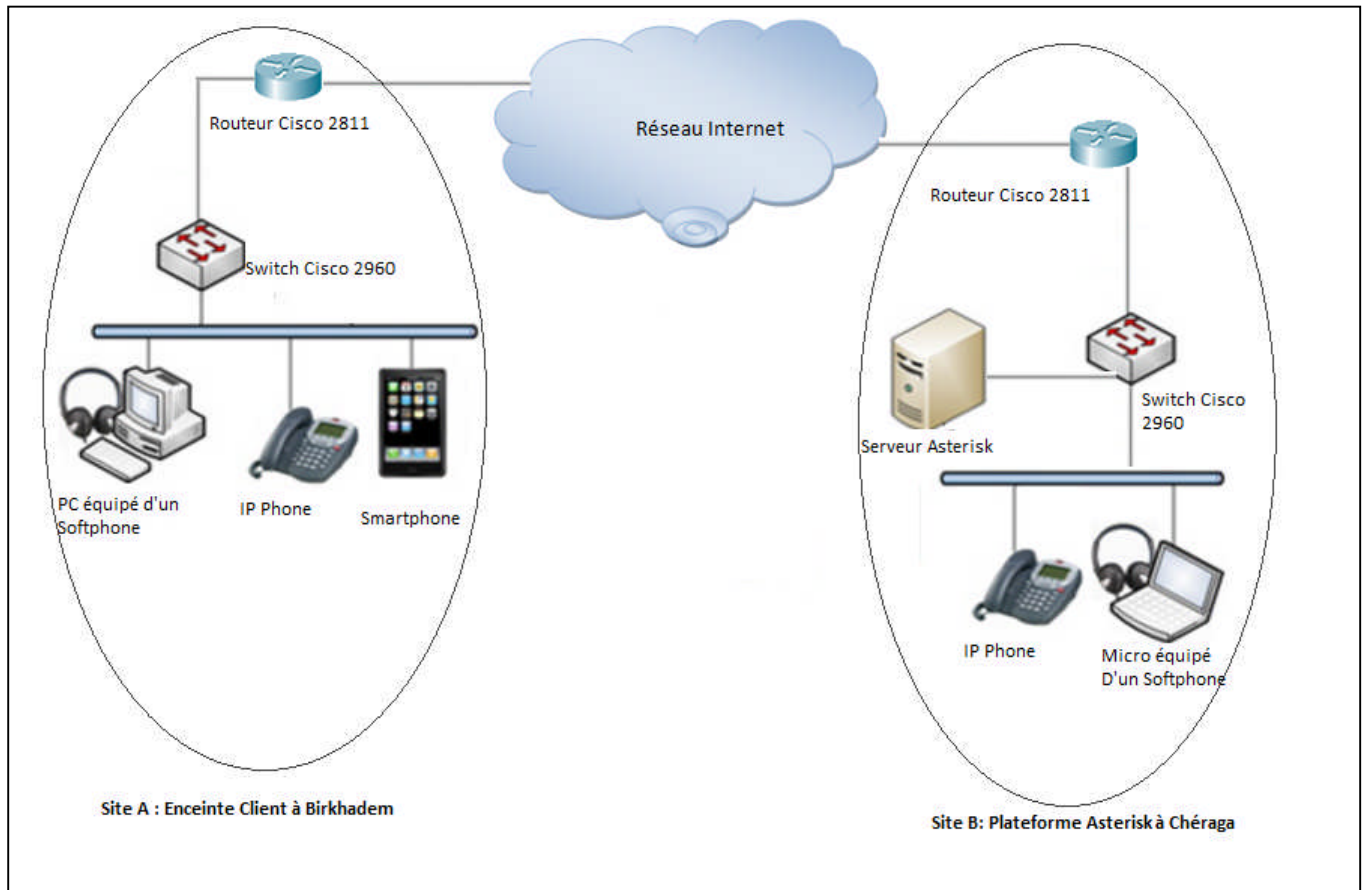 Routeur Cisco 2811
Réseau Internet
Routeur Cisco 2811
Switch Cisco 2960
Switch Cisco
2960
Serveur Asterisk
PC équipé d'un
Softphone
IP Phone
Smartphone
IP Phone
Micro équipé
D'un Softphone
Site A : Enceinte Client à Birkhadem
Site B: Plateforme Asterisk à Chéraga